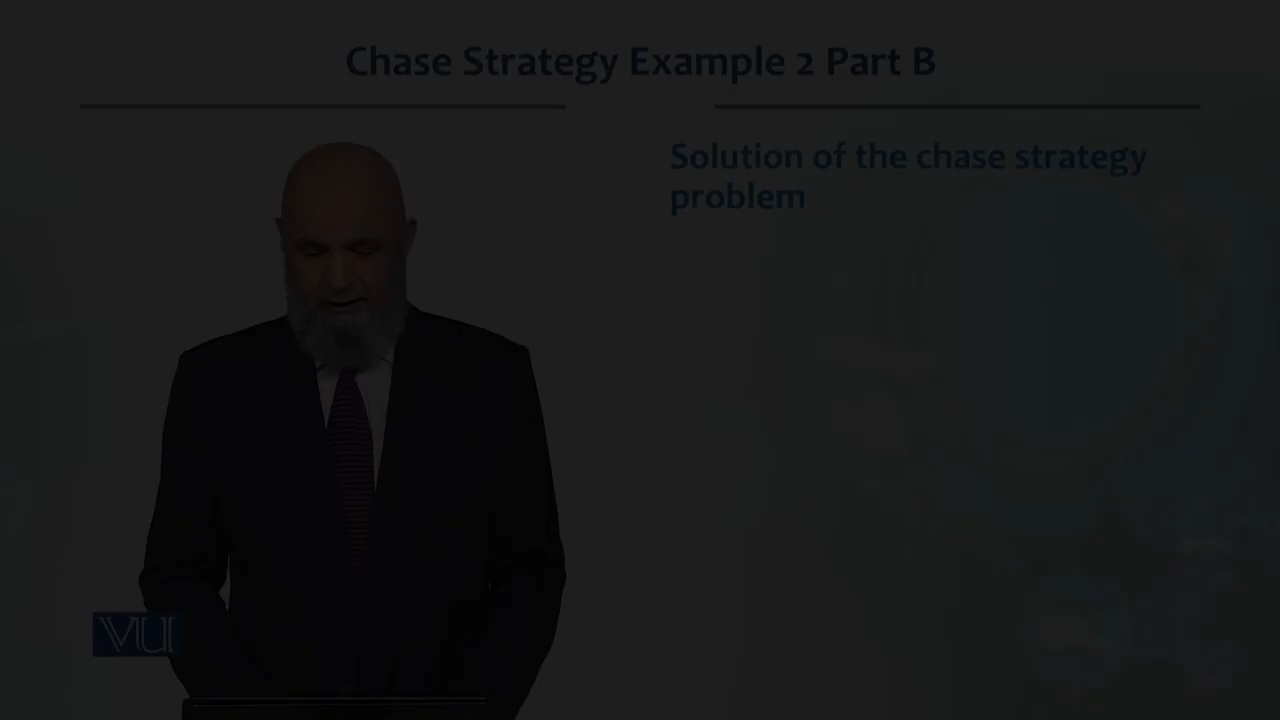 Chase Strategy Example 2 Part B
Solution of the chase strategy
problem
VU